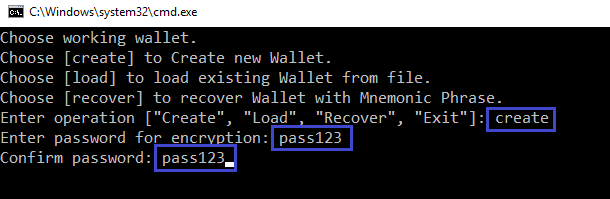 C:\Windows\system32\cmd.exe
Choose working wallet.
Choose [create] to Create new Wallet.
Choose [load] to load existing Wallet from file.
Choose [recover] to recover Wallet with Mnemonic Phrase.
Enter operation ["Create", "Load", "Recover", "Exit"]: create
Enter password for encryption: pass123
Confirm password: pass123